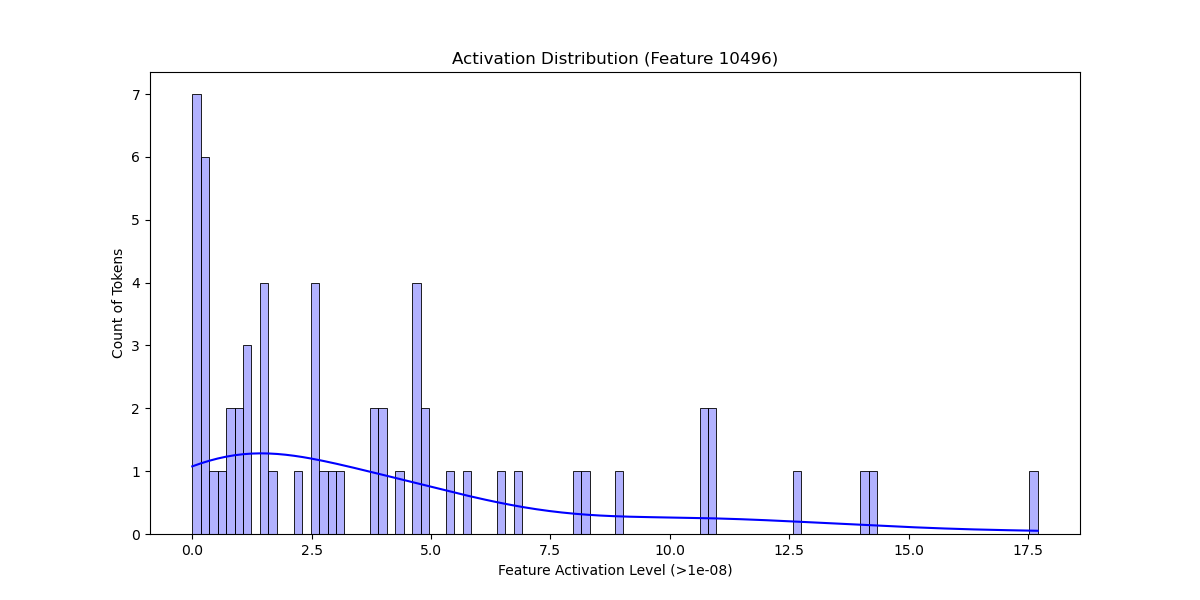 Activation Distribution (Feature 10496)
Count of Tokens
7
6
5
4
3
2
1
0
0.0 2.5 5.0 7.5 10.0 12.5 15.0 17.5
Feature Activation Level (>1e-08)